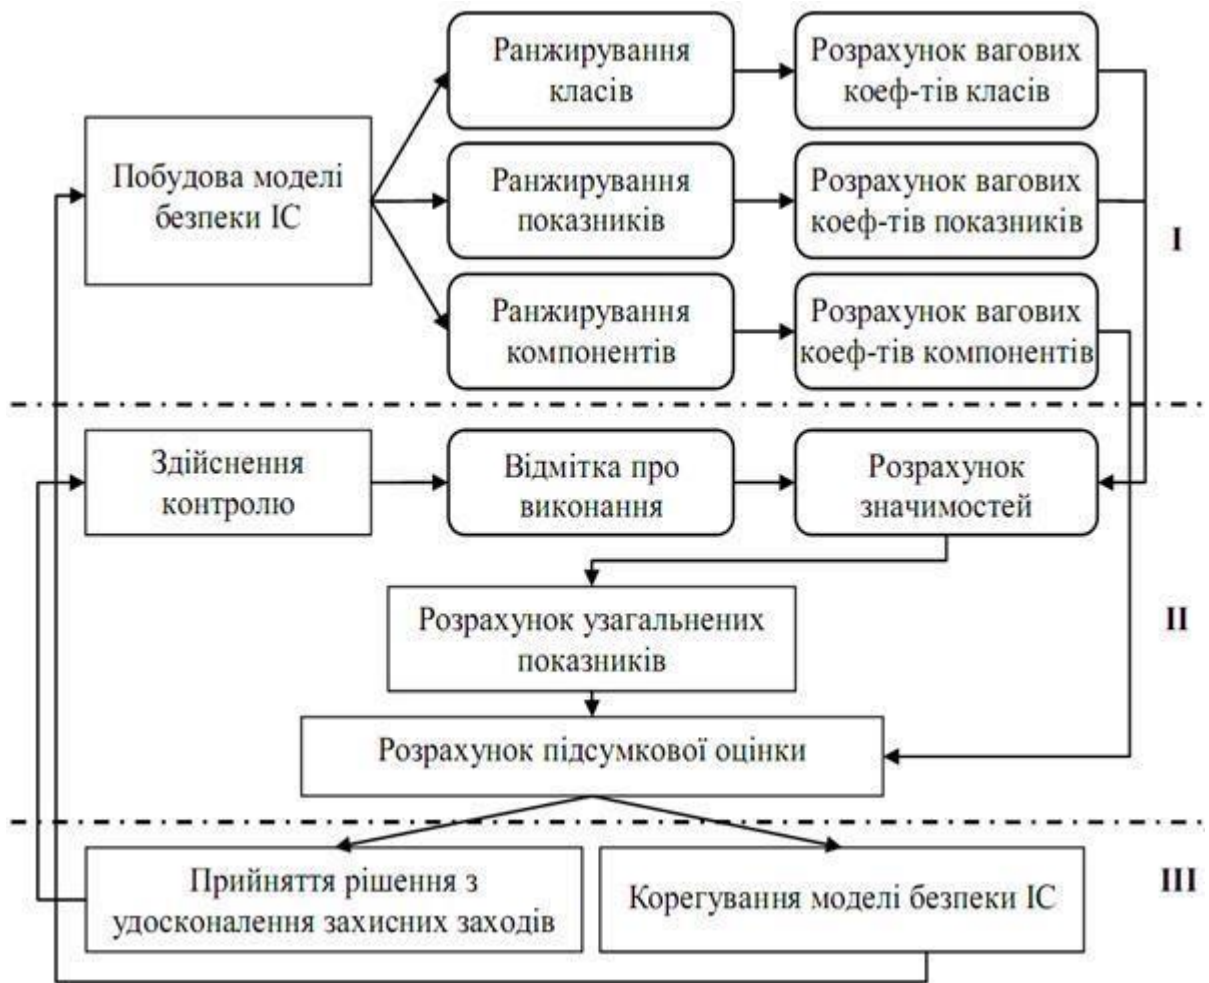 Ранжирування
класів
Розрахунок вагових
коеф-тів класів
Побудова моделі
безпеки ІС
Ранжирування
показників
Розрахунок вагових
коеф-тів показників
I
Ранжирування
компонентів
Розрахунок вагових
коеф-тів компонентів
Здійснення
контролю
Відмітка про
виконання
Розрахунок
значимостей
Розрахунок узагальнених
показників
II
Розрахунок підсумкової оцінки
Прийняття рішення з
удосконалення захисних заходів
Корегування моделі безпеки ІС
III